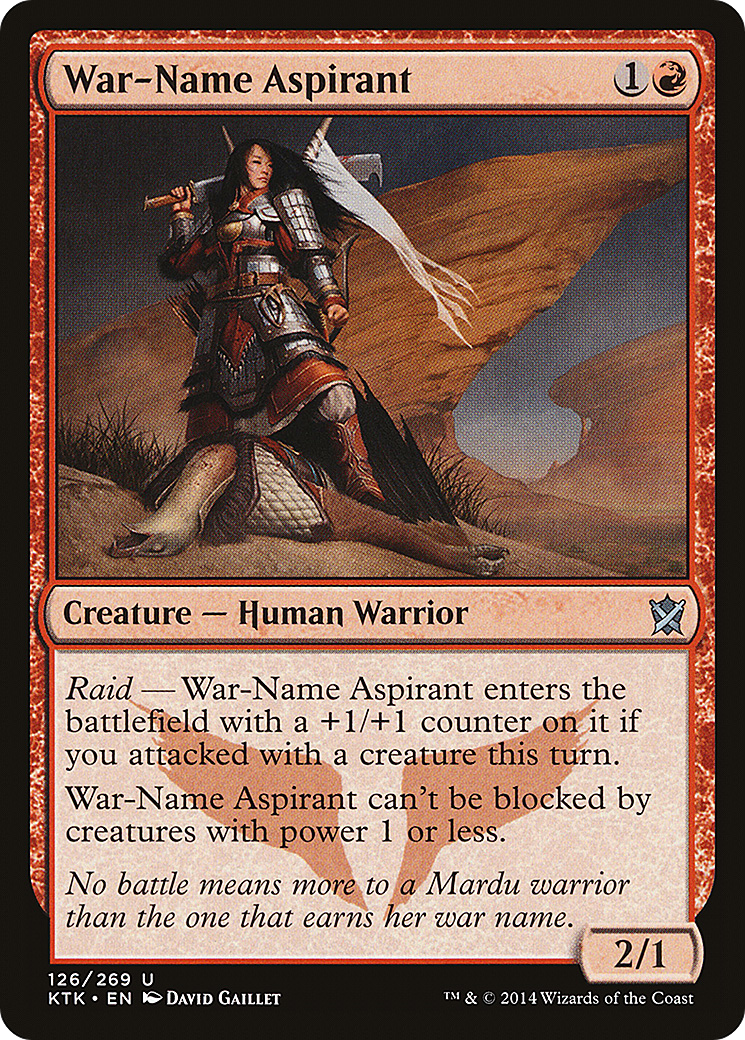 War-Name Aspirant 1
Creature — Human Warrior
Raid — War-Name Aspirant enters the
battlefield with a +1/+1 counter on it if
you attacked with a creature this turn.
War-Name Aspirant can't be blocked by
creatures with power 1 or less.
No battle means more to a Mardu warrior
than the one that earns her war name.
2/1
126/269 U
KTK • EN DAVID GAILLET
™ & © 2014 Wizards of the Coast